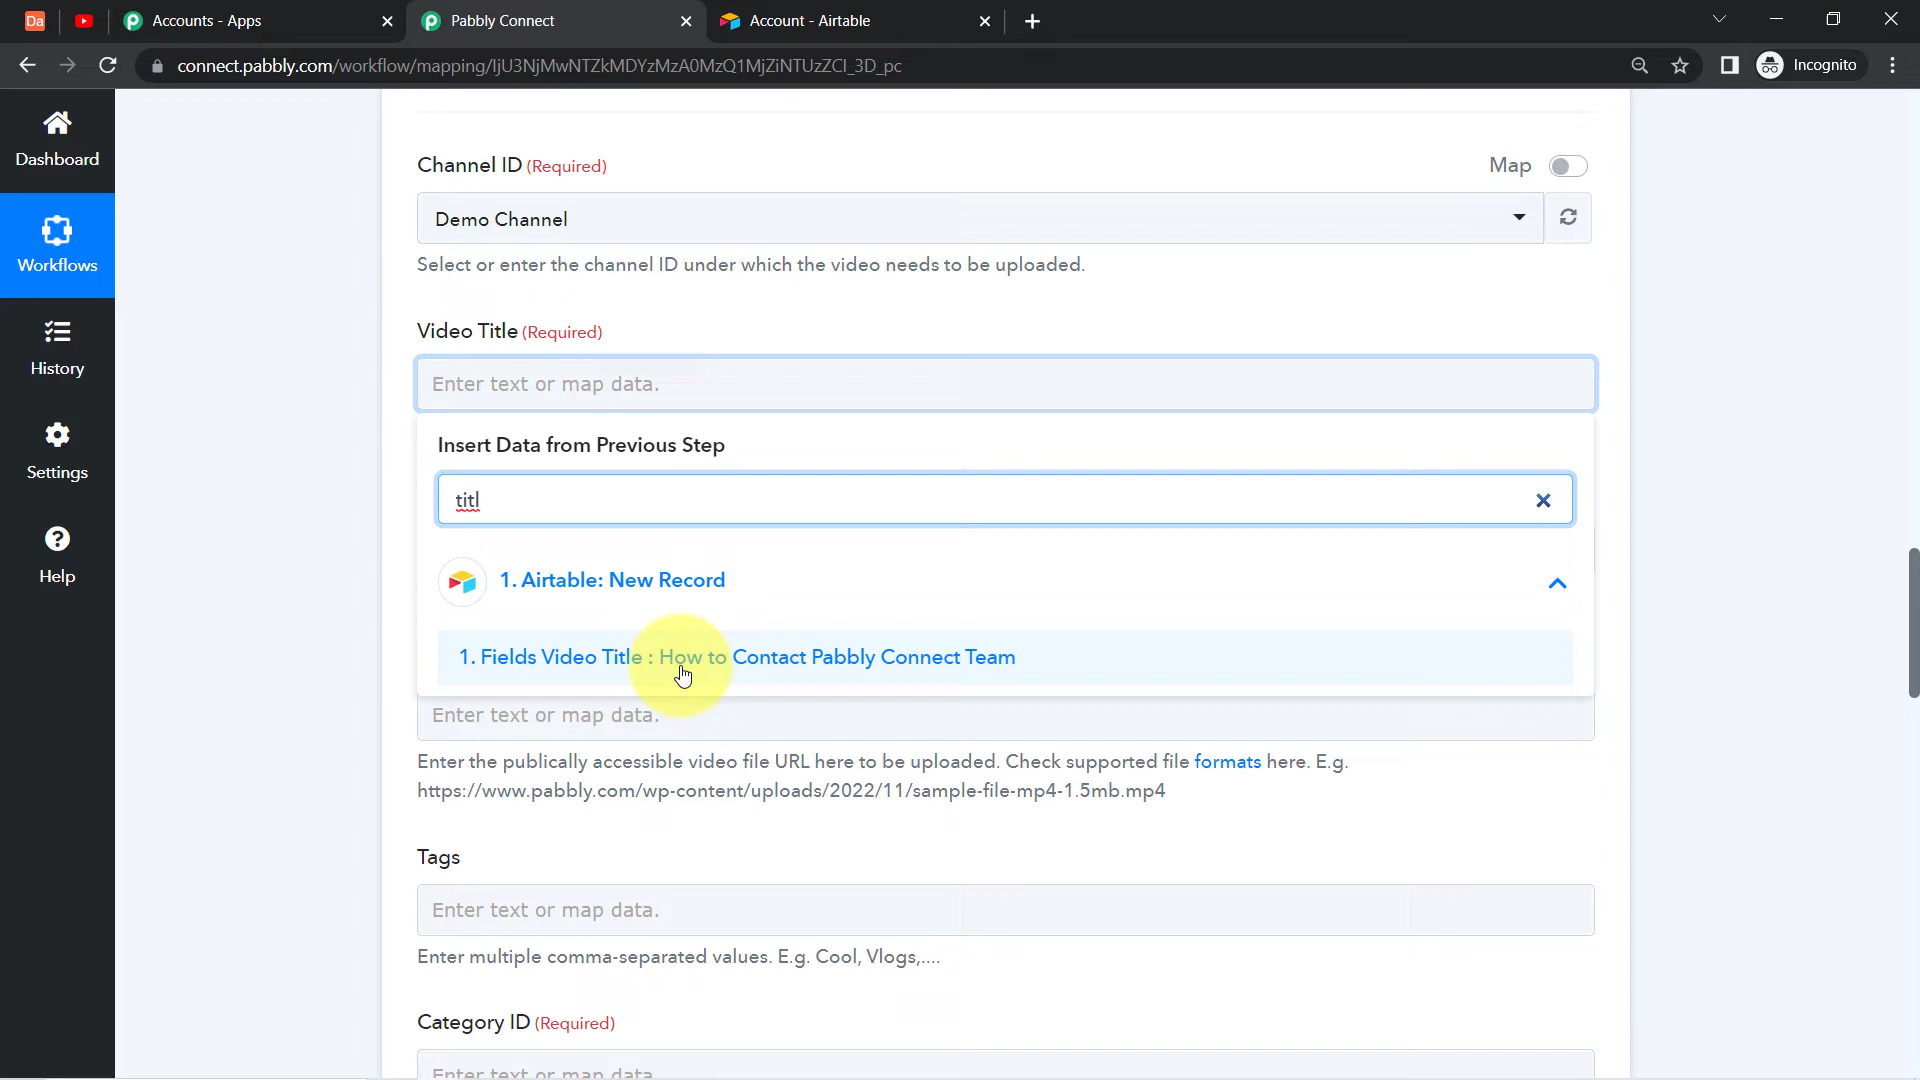 Da
Accounts - Apps
Pabbly Connect
Account - Airtable
connect.pabbly.com/workflow/mapping/IjU3NjMwNTZkMDYzMzA0MzQ1MjZiNTUzZCI_3D_pc
Incognito
Dashboard
Workflows
History
Settings
Help
Channel ID (Required)
Map
Demo Channel
Select or enter the channel ID under which the video needs to be uploaded.
Video Title (Required)
Enter text or map data.
Insert Data from Previous Step
titl
1. Airtable: New Record
1. Fields Video Title : How to Contact Pabbly Connect Team
Enter text or map data.
Enter the publically accessible video file URL here to be uploaded. Check supported file formats here. E.g.
https://www.pabbly.com/wp-content/uploads/2022/11/sample-file-mp4-1.5mb.mp4
Tags
Enter text or map data.
Enter multiple comma-separated values. E.g. Cool, Vlogs,....
Category ID (Required)
Enter text or map data.